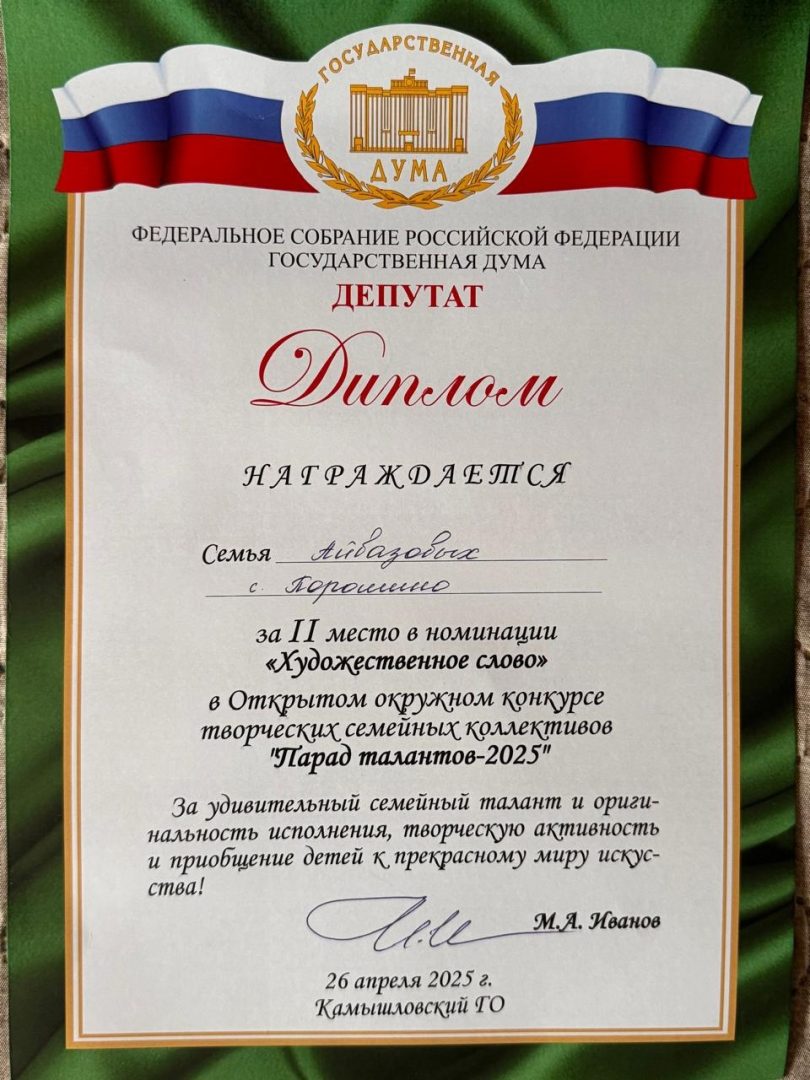 ГОСУДАРСТВЕННАЯ
ДУМА
ФЕДЕРАЛЬНОЕ СОБРАНИЕ РОССИЙСКОЙ ФЕДЕРАЦИИ
ГОСУДАРСТВЕННАЯ ДУМА
ДЕПУТАТ
Диплом
НАГРАЖДАЕТСЯ
Семья Айвазовых
с. Порошино
за II место в номинации
«Художественное слово»
в Открытом окружном конкурсе
творческих семейных коллективов
"Парад талантов-2025"
За удивительный семейный талант и ориги-
нальность исполнения, творческую активность
и приобщение детей к прекрасному миру искус-
ства!
М.А. Иванов
26 апреля 2025 г.
Камышловский ГО